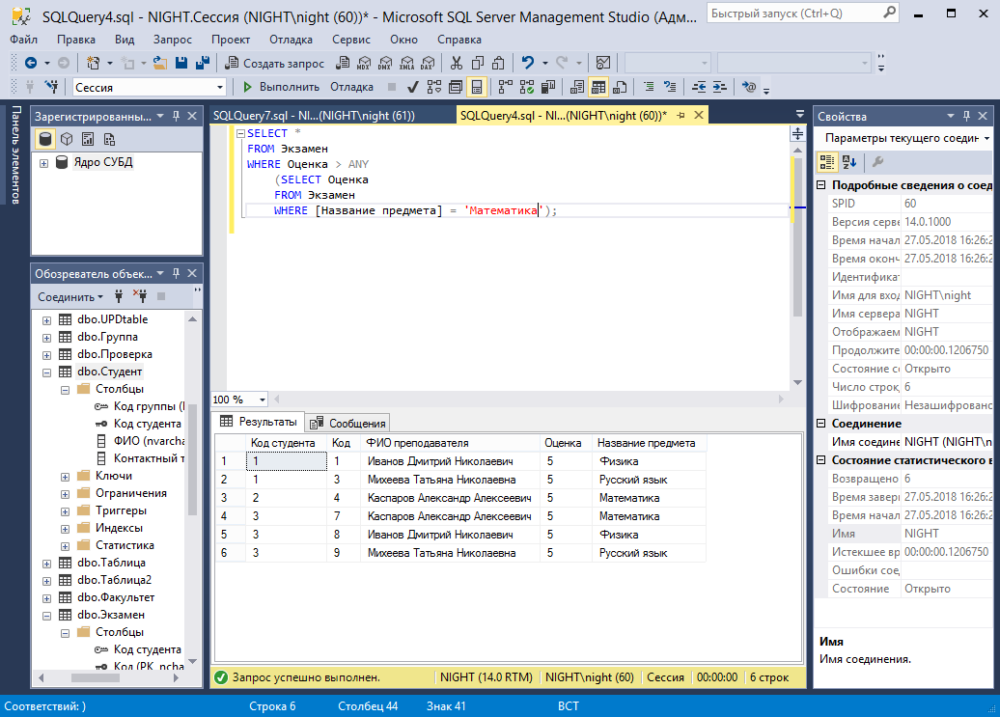 SQLQuery4.sql - NIGHT.Сессия (NIGHT\night (60))* - Microsoft SQL Server Management Studio (Адм...
Быстрый запуск (Ctrl+Q)
Файл Правка Вид Запрос Проект Отладка Сервис Окно Справка
Создать запрос MDX DMX XMLA DAX
Сессия Выполнить Отладка
Панель элементов
Зарегистрированны...
Ядро СУБД
Обозреватель объек...
Соединить
dbo.UPDtable
dbo.Группа
dbo.Проверка
dbo.Студент
Столбцы
Код группы (
Код студента
ФИО (nvarcha
Контактный т
Ключи
Ограничения
Триггеры
Индексы
Статистика
dbo.Таблица
dbo.Таблица2
dbo.Факультет
dbo.Экзамен
Столбцы
Код студента
Код (PK, ncha
SQLQuery7.sql - NI...(NIGHT\night (61)) SQLQuery4.sql - NI...(NIGHT\night (60))*
SELECT *
FROM Экзамен
WHERE Оценка > ANY
(SELECT Оценка
FROM Экзамен
WHERE [Название предмета] = 'Математика');
100 %
Результаты Сообщения
Код студента Код ФИО преподавателя Оценка Название предмета
1 1 1 Иванов Дмитрий Николаевич 5 Физика
2 1 3 Михеева Татьяна Николаевна 5 Русский язык
3 2 4 Каспаров Александр Алексеевич 5 Математика
4 3 7 Каспаров Александр Алексеевич 5 Математика
5 3 8 Иванов Дмитрий Николаевич 5 Физика
6 3 9 Михеева Татьяна Николаевна 5 Русский язык
Запрос успешно выполнен. NIGHT (14.0 RTM) NIGHT\night (60) Сессия 00:00:00 6 строк
Свойства
Параметры текущего соедин
Подробные сведения о соед
SPID 60
Версия серве 14.0.1000
Время начал 27.05.2018 16:26:2
Время оконч 27.05.2018 16:26:2
Идентификат
Имя для вход NIGHT\night
Имя сервера NIGHT
Отображаем NIGHT
Продолжите 00:00:00.1206750
Состояние со Открыто
Число строк, 6
Шифрование Незашифрованс
Соединение
Имя соедине NIGHT (NIGHT\n
Состояние статистического в
Возвращено 6
Время завер 27.05.2018 16:26:2
Время начал 27.05.2018 16:26:2
Имя NIGHT
Истекшее вр 00:00:00.1206750
Ошибки сое,
Состояние Открыто
Имя
Имя соединения.
Соответствий: ) Строка 6 Столбец 44 Знак 41 ВСТ